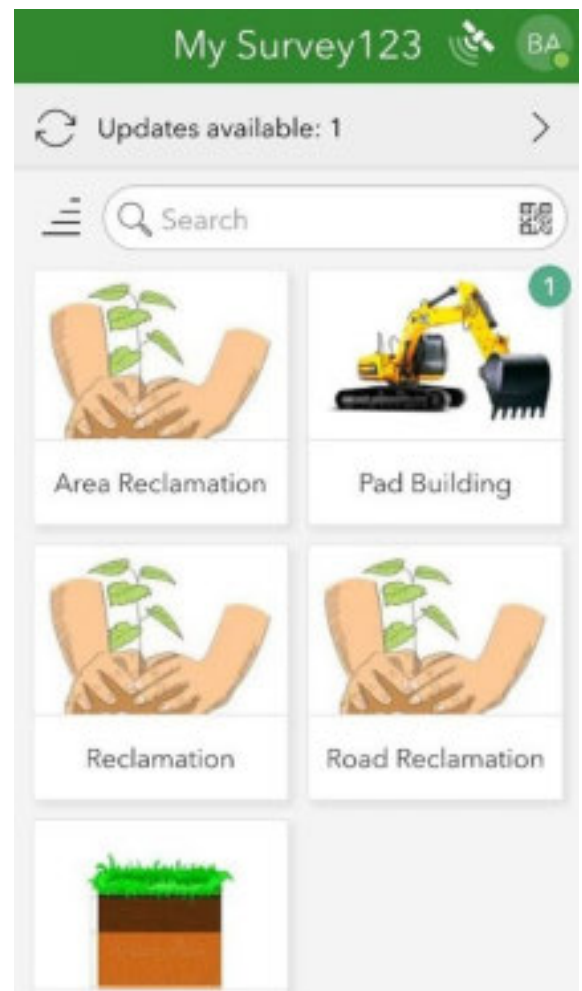 My Survey123
BA
Updates available: 1
Search
1
Area Reclamation
Pad Building
Reclamation
Road Reclamation